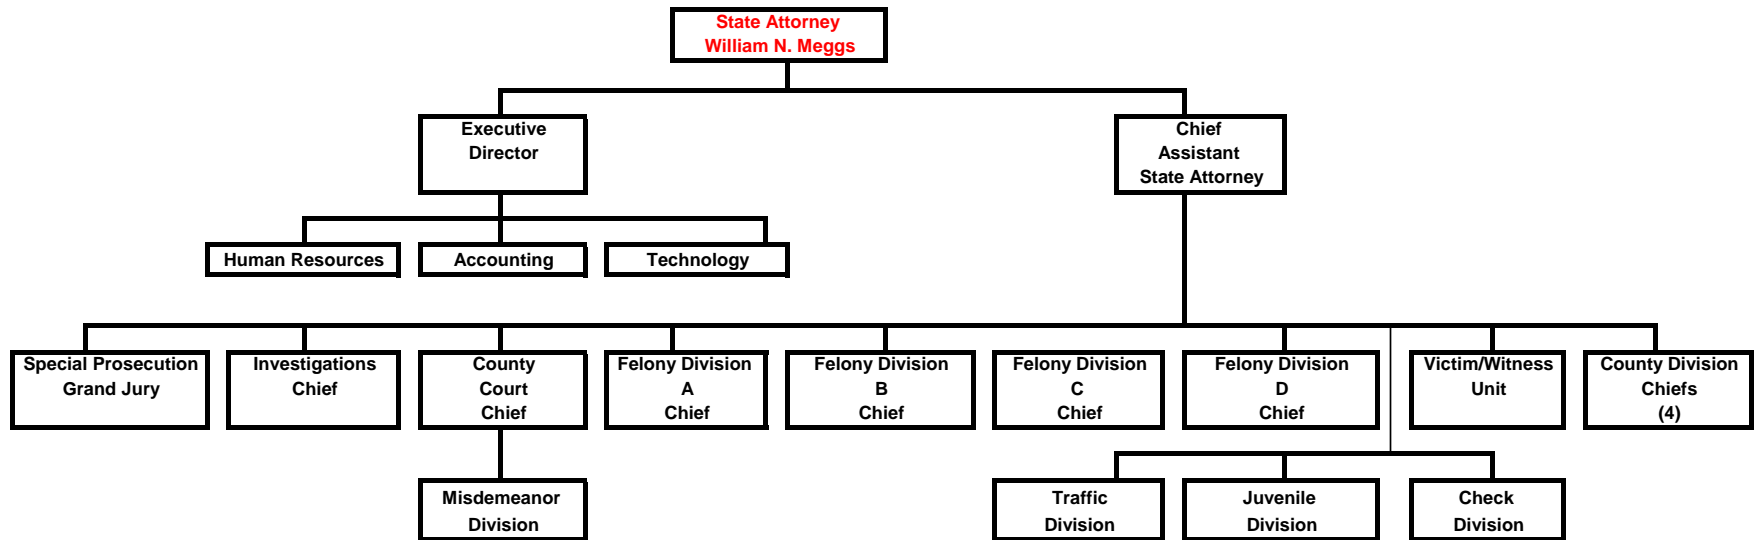 State Attorney
William N. Meggs
Executive
Director
Chief
Assistant
State Attorney
Human Resources
Accounting
Technology
Special Prosecution
Grand Jury
Investigations
Chief
County
Court
Chief
Felony Division
A
Chief
Felony Division
B
Chief
Felony Division
C
Chief
Felony Division
D
Chief
Victim/Witness
Unit
County Division
Chiefs
(4)
Misdemeanor
Division
Traffic
Division
Juvenile
Division
Check
Division